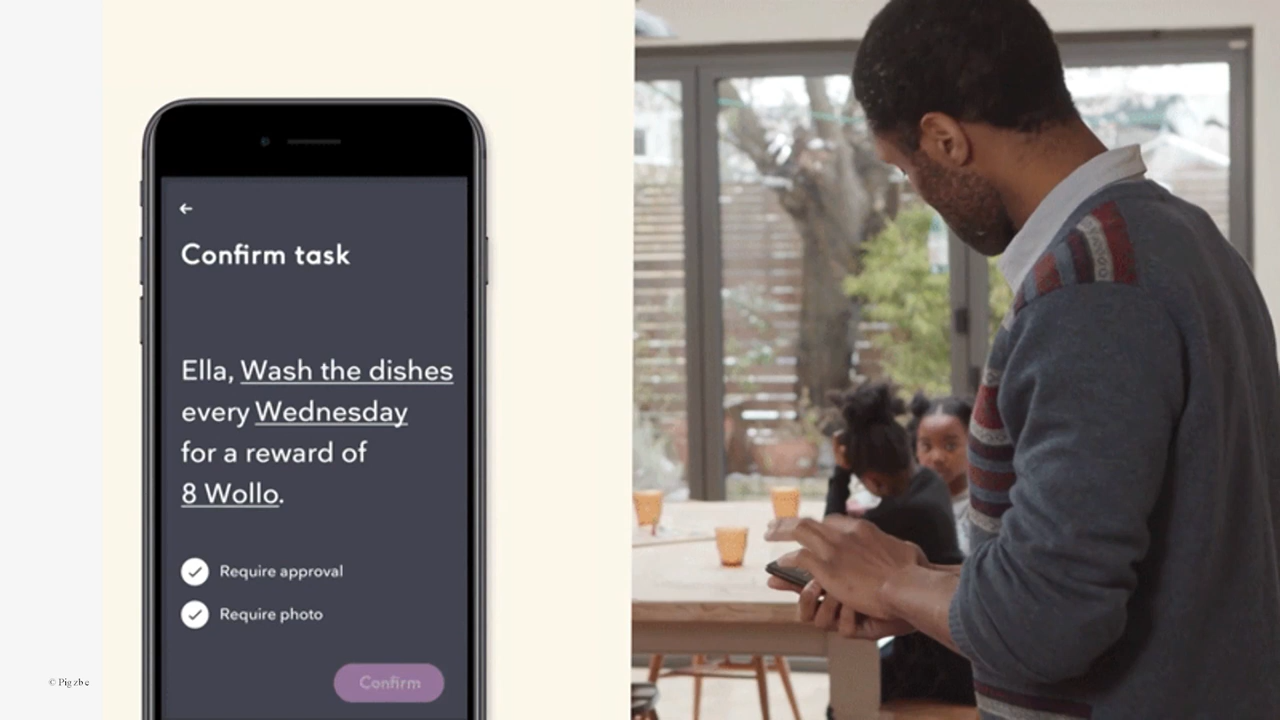 Confirm task
Ella, Wash the dishes
every Wednesday
for a reward of
8 Wollo.
Require approval
Require photo
Confirm
© Pigzbe